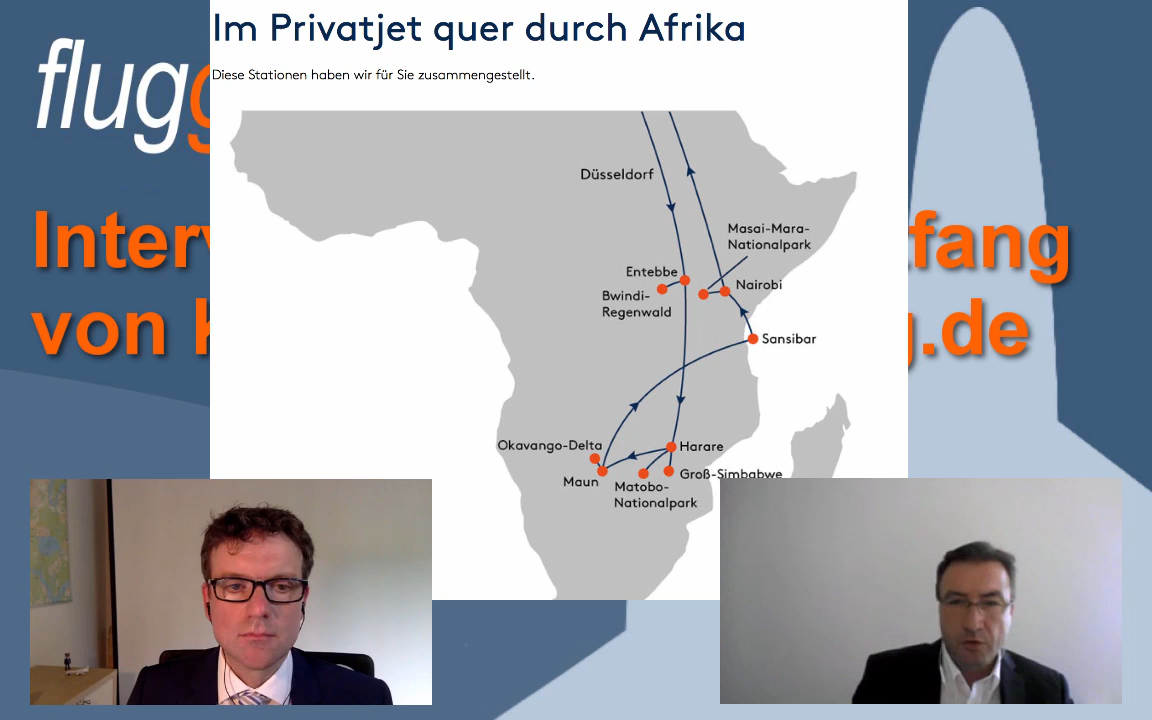 Im Privatjet quer durch Afrika
Diese Stationen haben wir für Sie zusammengestellt.
Düsseldorf
Masai-Mara-
Nationalpark
Entebbe
Nairobi
Bwindi-
Regenwald
Sansibar
Okavango-Delta
Harare
Maun
Matobo-
Nationalpark
Groß-Simbabwe
flug
Inter
fang
von
.de